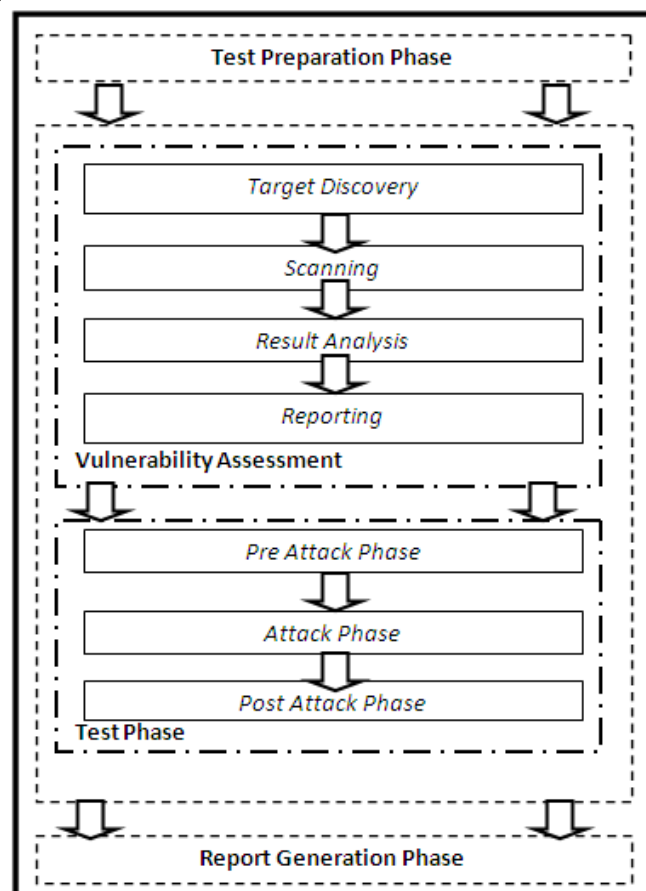 Test Preparation Phase
Target Discovery
Scanning
Result Analysis
Reporting
Vulnerability Assessment
Pre Attack Phase
Attack Phase
Post Attack Phase
Test Phase
Report Generation Phase